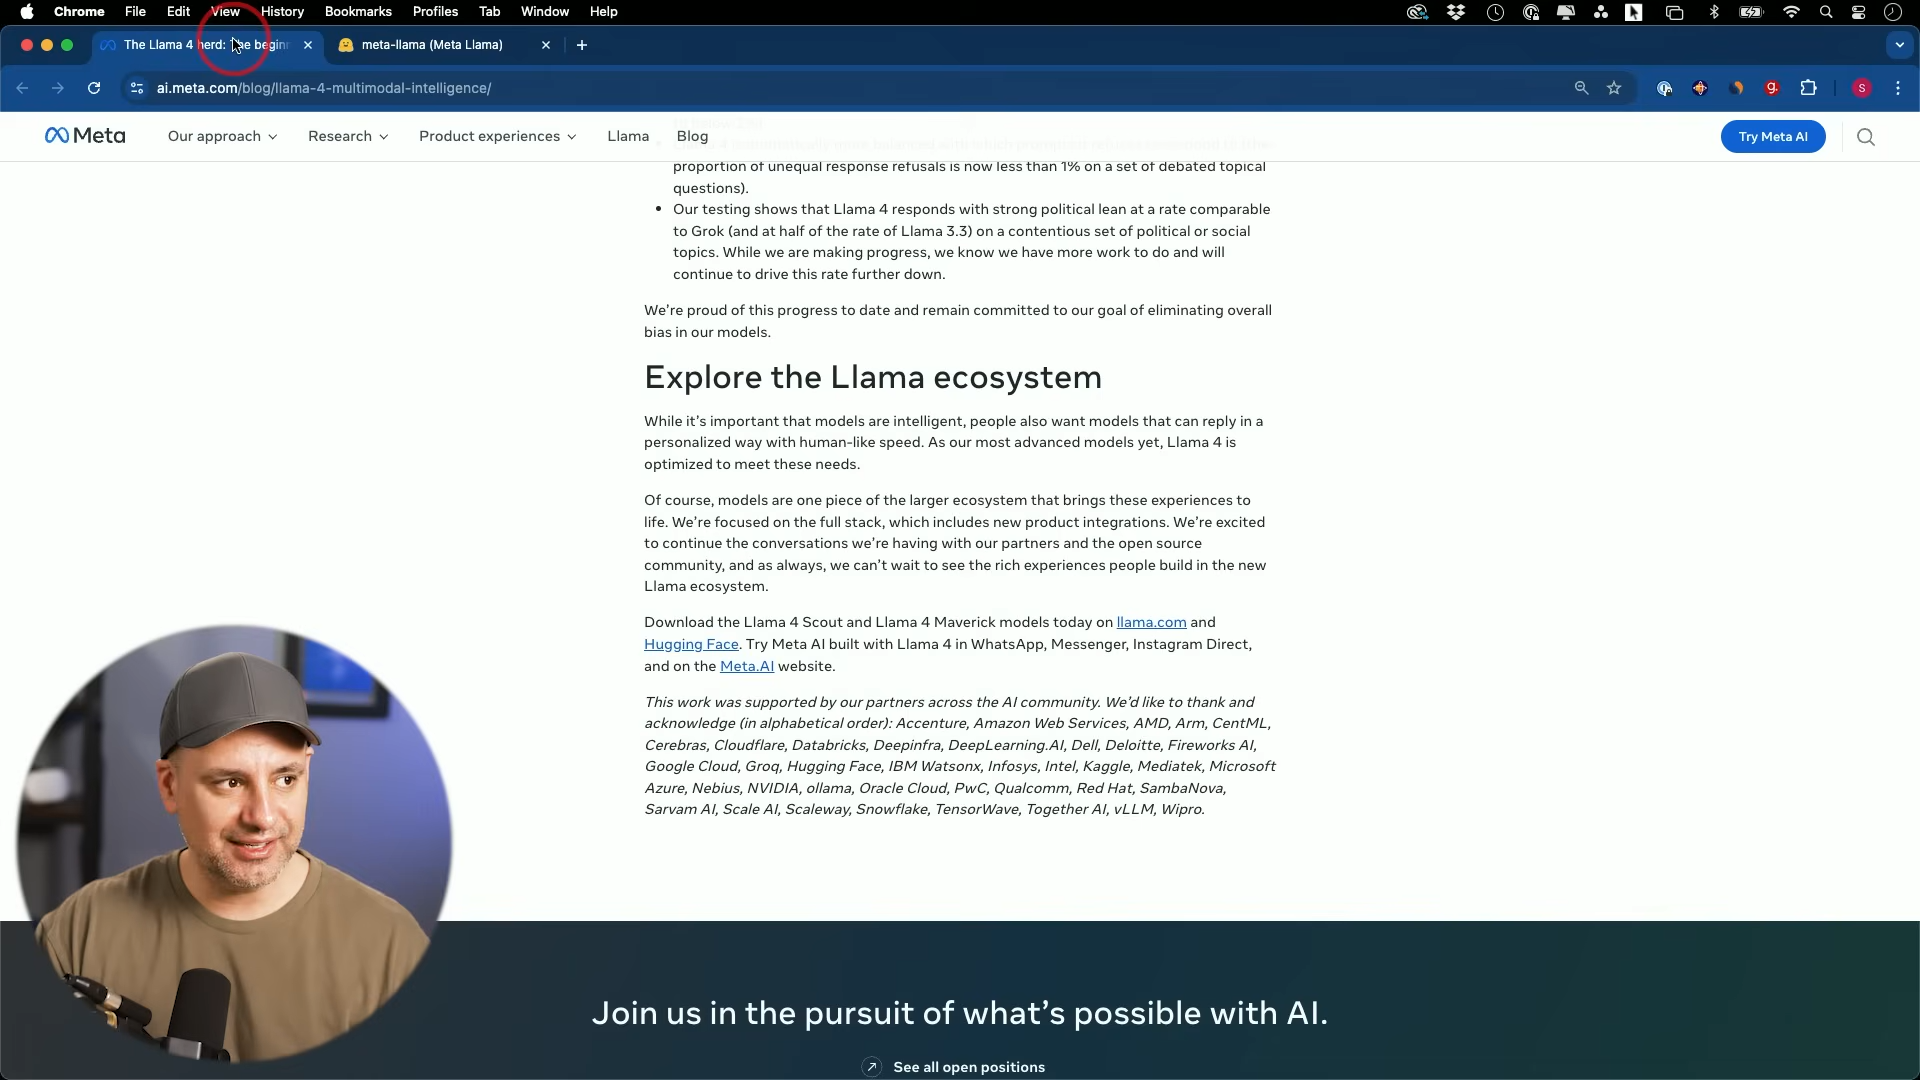 Chrome File Edit View History Bookmarks Profiles Tab Window Help
The Llama 4 herd: The beginn
meta-llama (Meta Llama)
ai.meta.com/blog/llama-4-multimodal-intelligence/
g.
S
Meta Our approach Research Product experiences Llama Blog Try Meta AI
proportion of unequal response refusals is now less than 1% on a set of debated topical
questions).
• Our testing shows that Llama 4 responds with strong political lean at a rate comparable
to Grok (and at half of the rate of Llama 3.3) on a contentious set of political or social
topics. While we are making progress, we know we have more work to do and will
continue to drive this rate further down.
We’re proud of this progress to date and remain committed to our goal of eliminating overall
bias in our models.
Explore the Llama ecosystem
While it’s important that models are intelligent, people also want models that can reply in a
personalized way with human-like speed. As our most advanced models yet, Llama 4 is
optimized to meet these needs.
Of course, models are one piece of the larger ecosystem that brings these experiences to
life. We’re focused on the full stack, which includes new product integrations. We’re excited
to continue the conversations we’re having with our partners and the open source
community, and as always, we can’t wait to see the rich experiences people build in the new
Llama ecosystem.
Download the Llama 4 Scout and Llama 4 Maverick models today on llama.com and
Hugging Face. Try Meta AI built with Llama 4 in WhatsApp, Messenger, Instagram Direct,
and on the Meta.AI website.
This work was supported by our partners across the AI community. We’d like to thank and
acknowledge (in alphabetical order): Accenture, Amazon Web Services, AMD, Arm, CentML,
Cerebras, Cloudflare, Databricks, Deepinfra, DeepLearning.AI, Dell, Deloitte, Fireworks AI,
Google Cloud, Groq, Hugging Face, IBM Watsonx, Infosys, Intel, Kaggle, Mediatek, Microsoft
Azure, Nebius, NVIDIA, ollama, Oracle Cloud, PwC, Qualcomm, Red Hat, SambaNova,
Sarvam AI, Scale AI, Scaleway, Snowflake, TensorWave, Together AI, vLLM, Wipro.
Join us in the pursuit of what’s possible with AI.
See all open positions